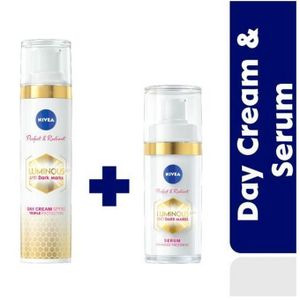 NIVEA
Perfect & Radiant
LUMINOUS
ANTI DARK MARKS
DAY CREAM SPF50
TRIPLE PROTECTION
NIVEA
Perfect & Radiant
LUMINOUS
ANTI DARK MARKS
SERUM
Day Cream &
Serum